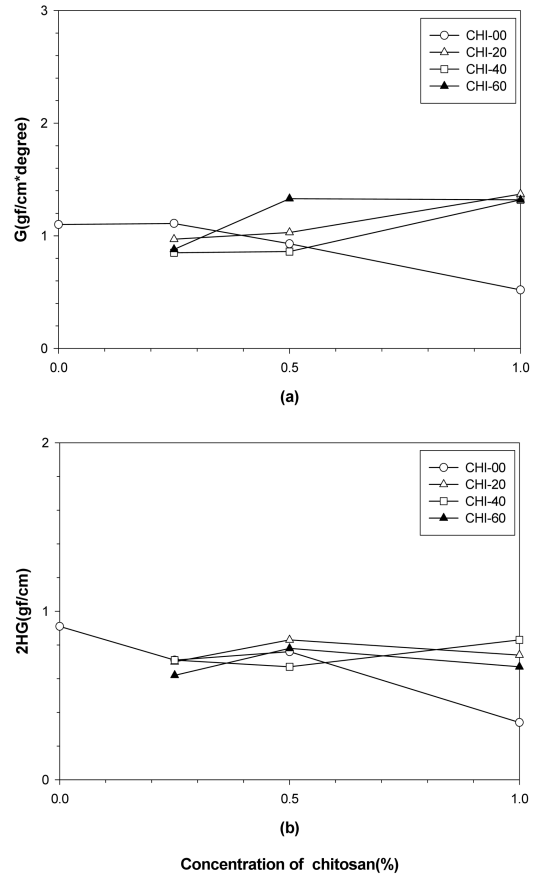 3
2
1
0
G(gf/cm*degree)
CHI-00
CHI-20
CHI-40
CHI-60
0.0 0.5 1.0
(a)
2
1
0
2HG(gf/cm)
CHI-00
CHI-20
CHI-40
CHI-60
0.0 0.5 1.0
(b)
Concentration of chitosan(%)